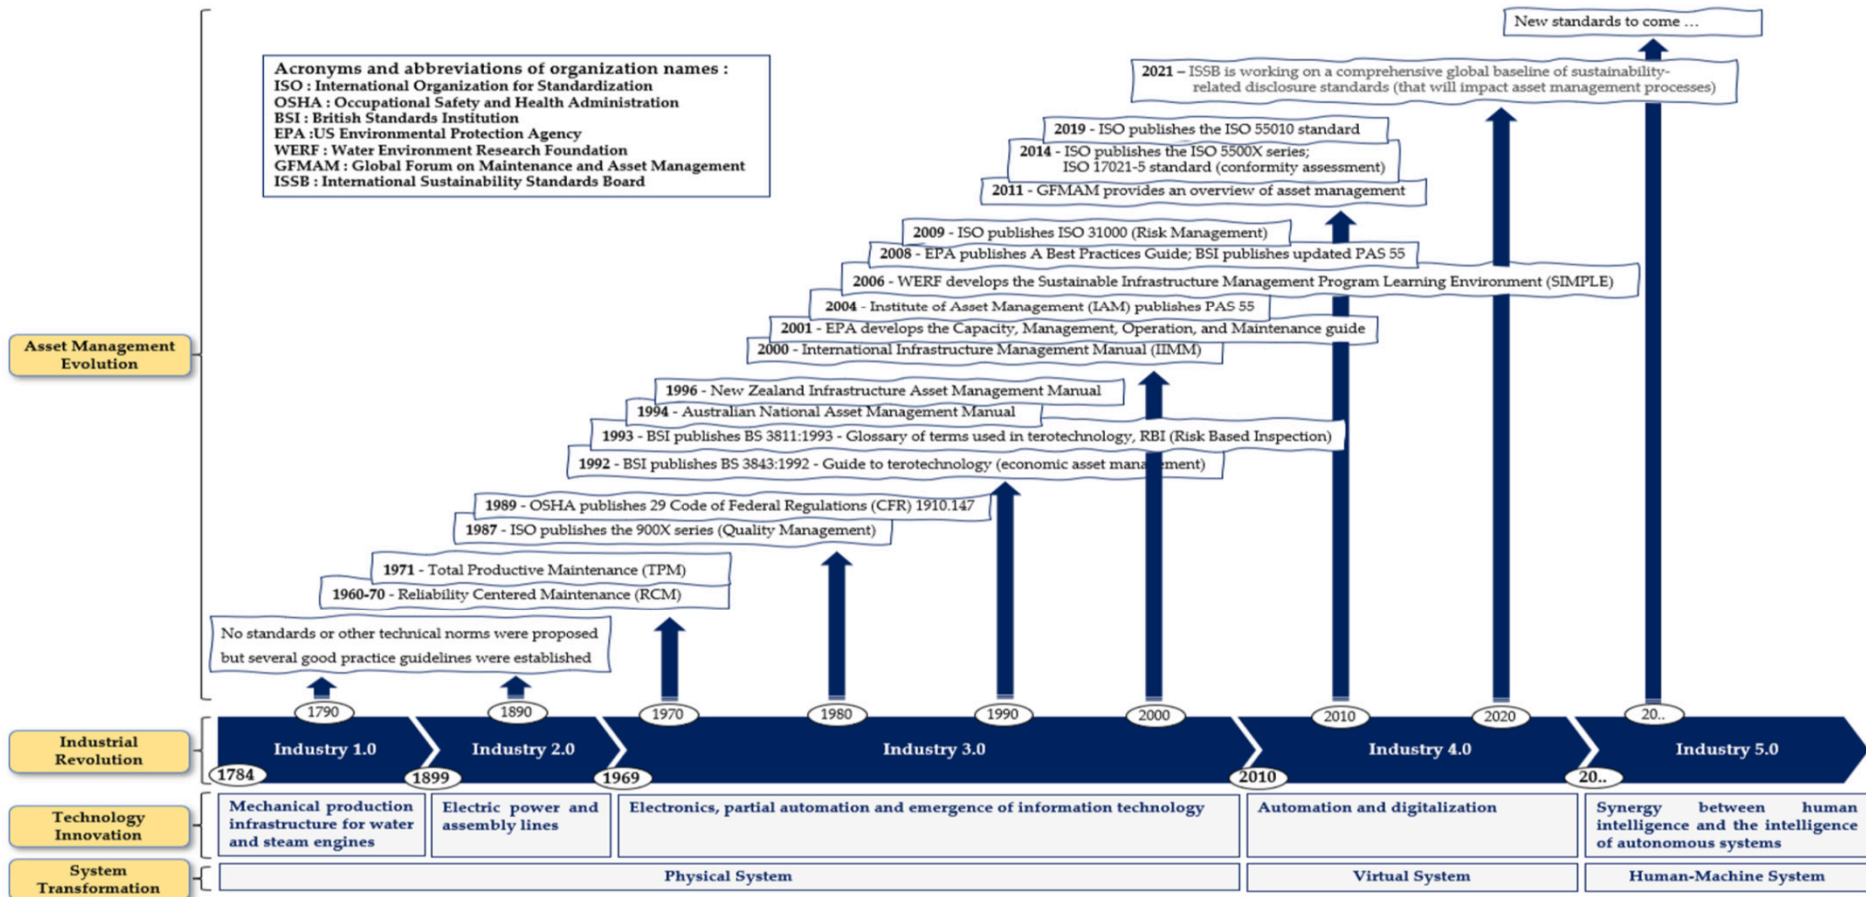 New standards to come ...
2021 – ISSB is working on a comprehensive global baseline of sustainability-
related disclosure standards (that will impact asset management processes)
Acronyms and abbreviations of organization names :
ISO : International Organization for Standardization
OSHA : Occupational Safety and Health Administration
BSI : British Standards Institution
EPA :US Environmental Protection Agency
WERF : Water Environment Research Foundation
GFMAM : Global Forum on Maintenance and Asset Management
ISSB : International Sustainability Standards Board
2019 - ISO publishes the ISO 55010 standard
2014 - ISO publishes the ISO 5500X series;
ISO 17021-5 standard (conformity assessment)
2011 - GFMAM provides an overview of asset management
2009 - ISO publishes ISO 31000 (Risk Management)
2008 - EPA publishes A Best Practices Guide; BSI publishes updated PAS 55
2006 - WERF develops the Sustainable Infrastructure Management Program Learning Environment (SIMPLE)
2004 - Institute of Asset Management (IAM) publishes PAS 55
2001 - EPA develops the Capacity, Management, Operation, and Maintenance guide
2000 - International Infrastructure Management Manual (IIMM)
Asset Management
Evolution
1996 - New Zealand Infrastructure Asset Management Manual
1994 - Australian National Asset Management Manual
1993 - BSI publishes BS 3811:1993 - Glossary of terms used in terotechnology, RBI (Risk Based Inspection)
1992 - BSI publishes BS 3843:1992 - Guide to terotechnology (economic asset management)
1989 - OSHA publishes 29 Code of Federal Regulations (CFR) 1910.147
1987 - ISO publishes the 900X series (Quality Management)
1971 - Total Productive Maintenance (TPM)
1960-70 - Reliability Centered Maintenance (RCM)
No standards or other technical norms were proposed
but several good practice guidelines were established
1790
1890
1970
1980
1990
2000
2010
2020
20..
Industrial
Revolution
Industry 1.0
Industry 2.0
Industry 3.0
Industry 4.0
Industry 5.0
1784
1899
1969
2010
20..
Technology
Innovation
Mechanical production
infrastructure for water
and steam engines
Electric power and
assembly lines
Electronics, partial automation and emergence of information technology
Automation and digitalization
Synergy between human
intelligence and the intelligence
of autonomous systems
System
Transformation
Physical System
Virtual System
Human-Machine System